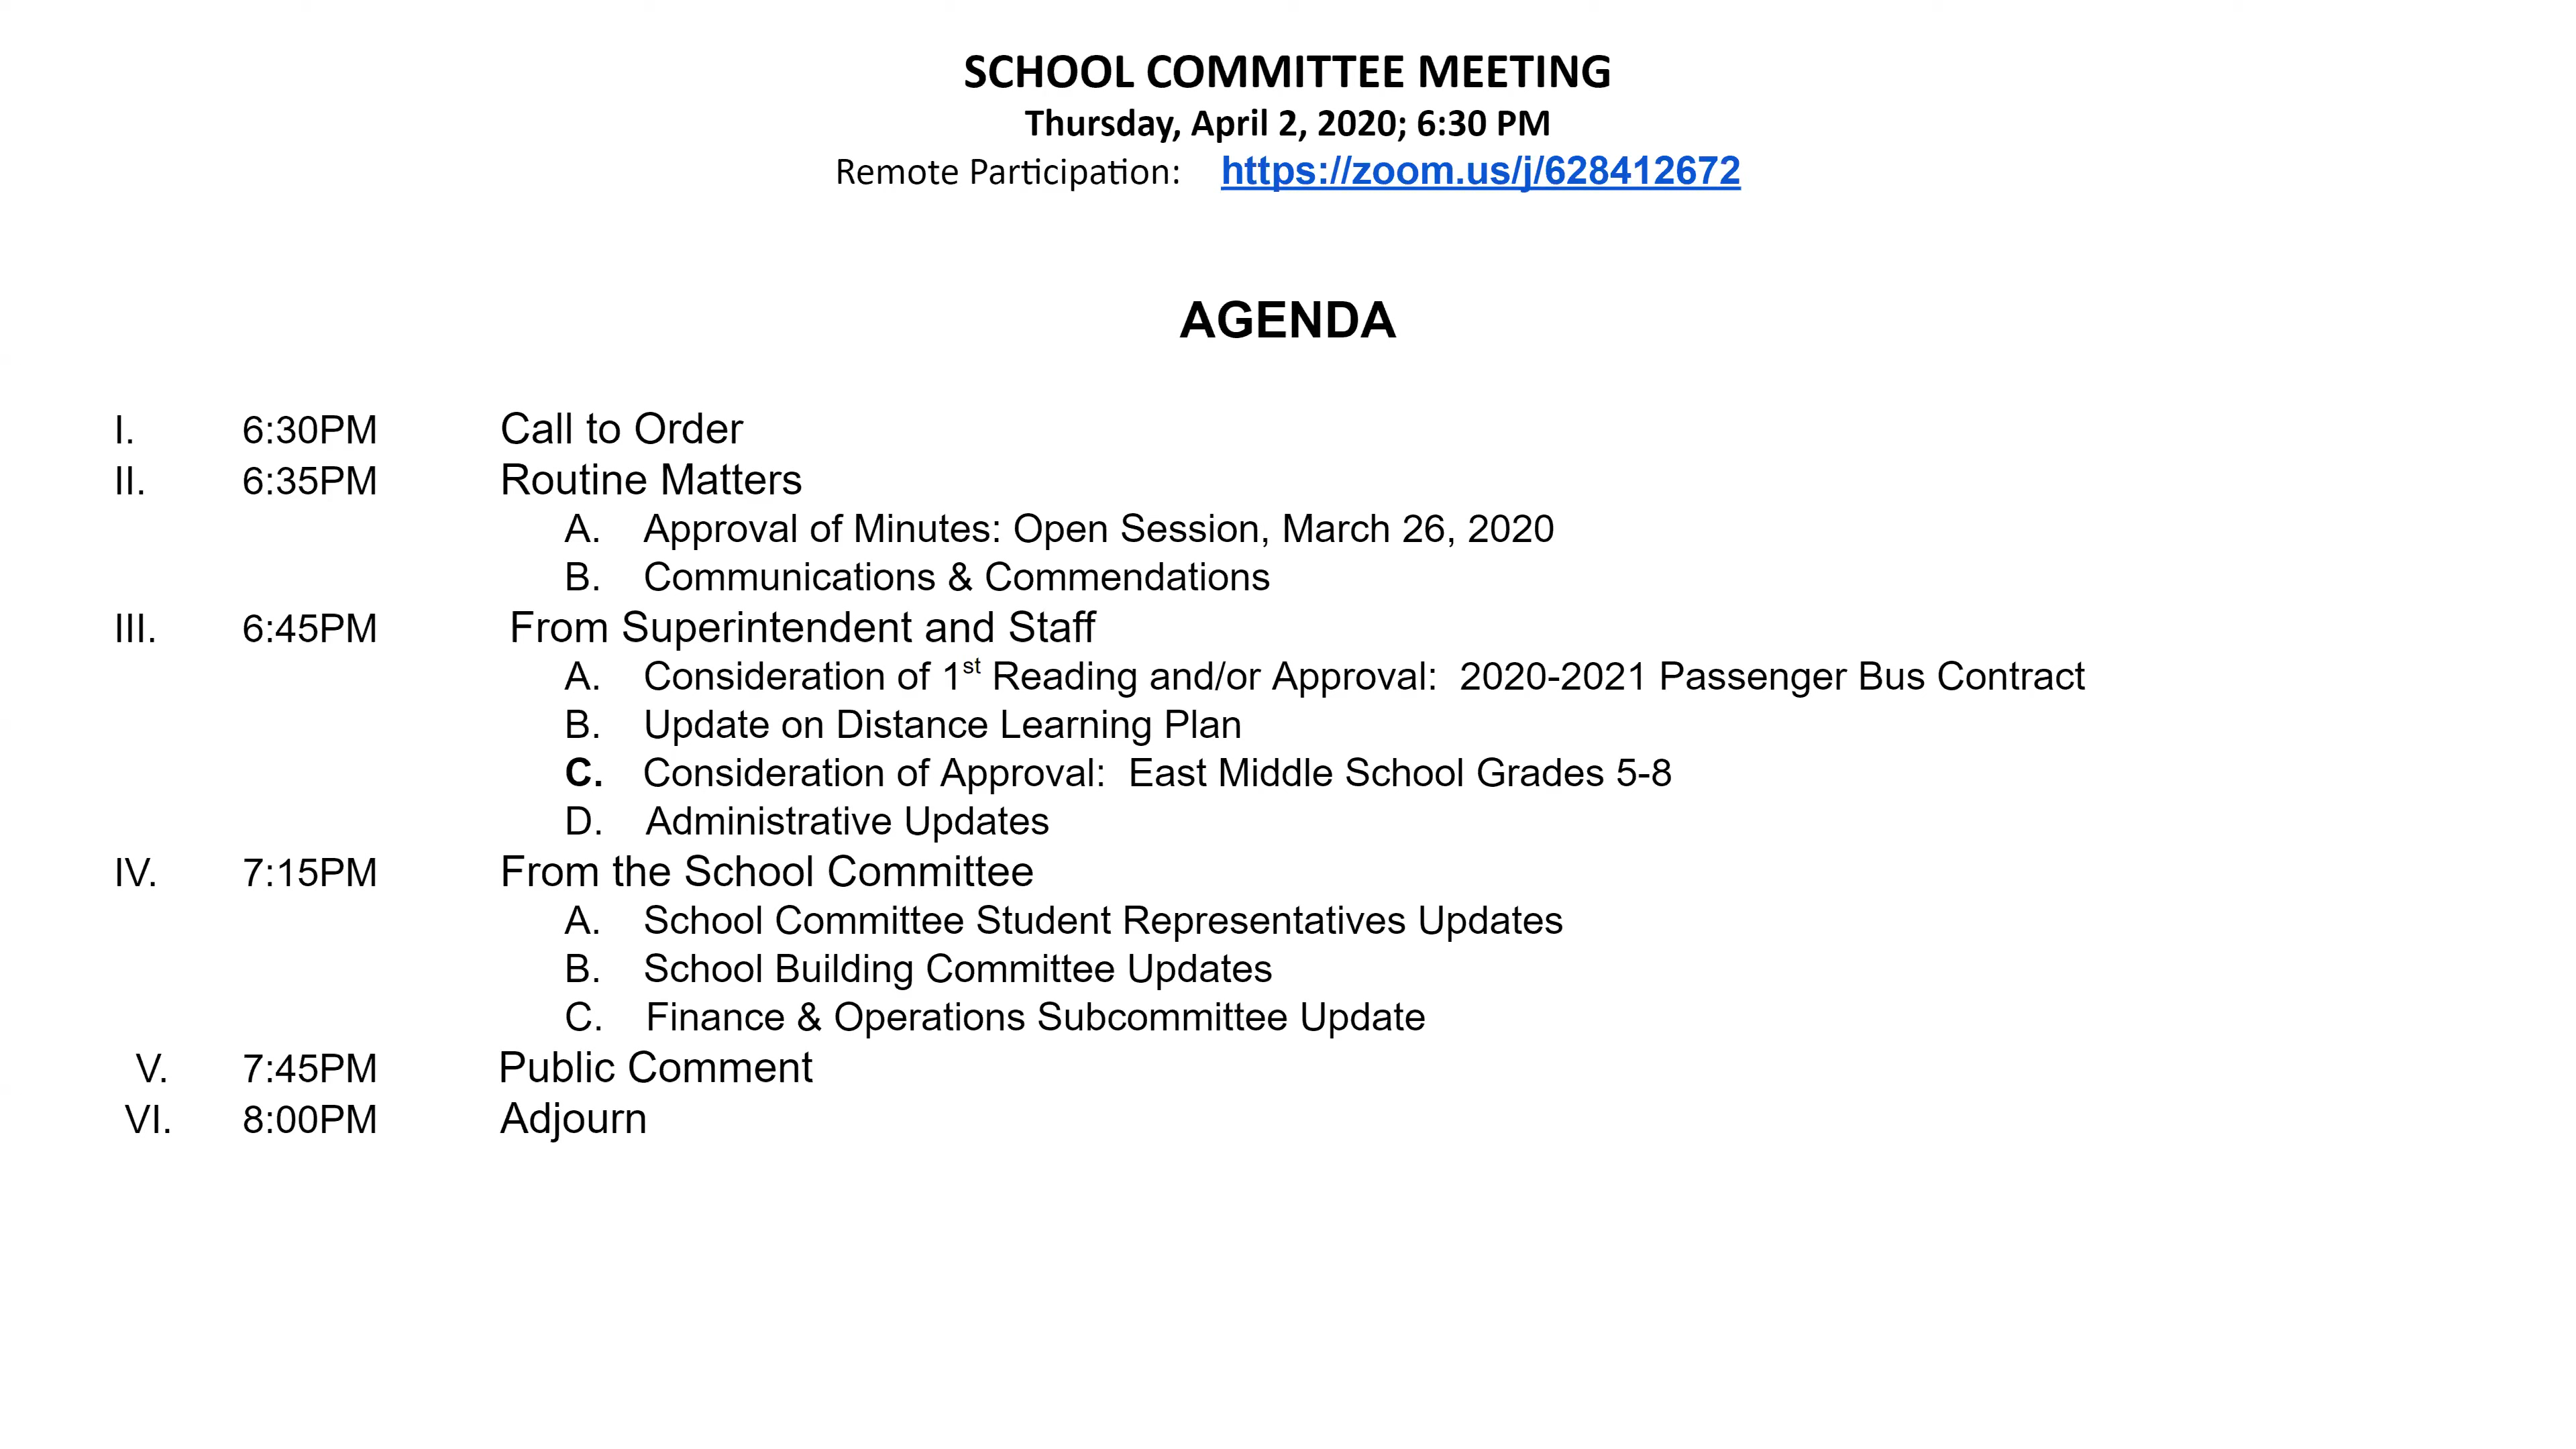 SCHOOL COMMITTEE MEETING
Thursday, April 2, 2020; 6:30 PM
Remote Participation: https://zoom.us/j/628412672
AGENDA
I. 6:30PM Call to Order
II. 6:35PM Routine Matters
A. Approval of Minutes: Open Session, March 26, 2020
B. Communications & Commendations
III. 6:45PM From Superintendent and Staff
A. Consideration of 1st Reading and/or Approval: 2020-2021 Passenger Bus Contract
B. Update on Distance Learning Plan
C. Consideration of Approval: East Middle School Grades 5-8
D. Administrative Updates
IV. 7:15PM From the School Committee
A. School Committee Student Representatives Updates
B. School Building Committee Updates
C. Finance & Operations Subcommittee Update
V. 7:45PM Public Comment
VI. 8:00PM Adjourn